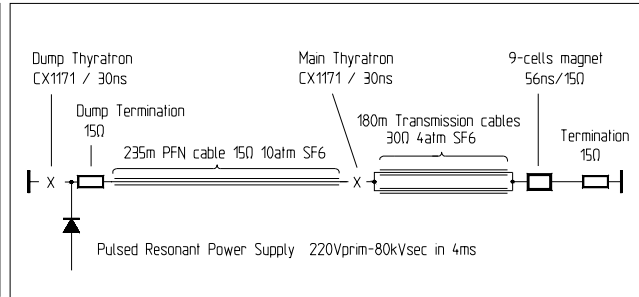 Dump Thyratron
CX1171 / 30ns
Main Thyratron
CX1171 / 30ns
9-cells magnet
56ns/15Ω
Dump Termination
15Ω
180m Transmission cables
30Ω 4atm SF6
Termination
15Ω
235m PFN cable 15Ω 10atm SF6
X
X
Pulsed Resonant Power Supply 220Vprim-80kVsec in 4ms